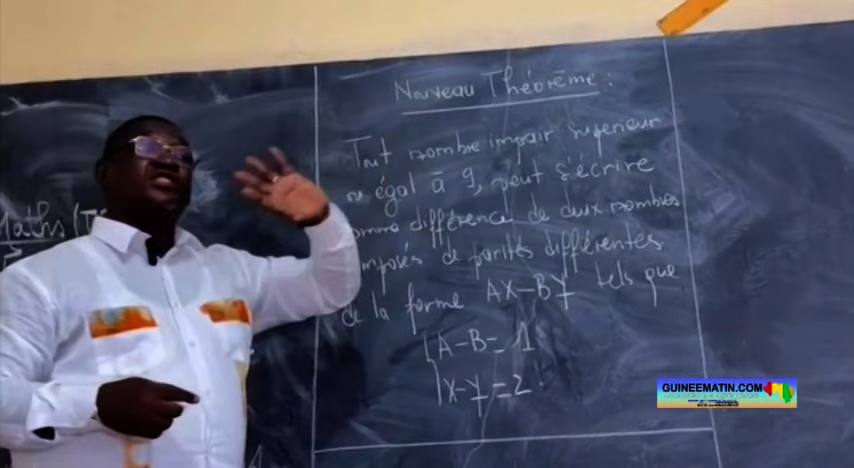 Nouveau Théorème :
Tout nombre impair supérieur
ou égal à 9, peut s'écrire
comme différence de deux nombres
composés de parités différentes
de la forme AX-BY tels que
A-B=1
X-Y=2
Maths
GUINEEMATIN.COM